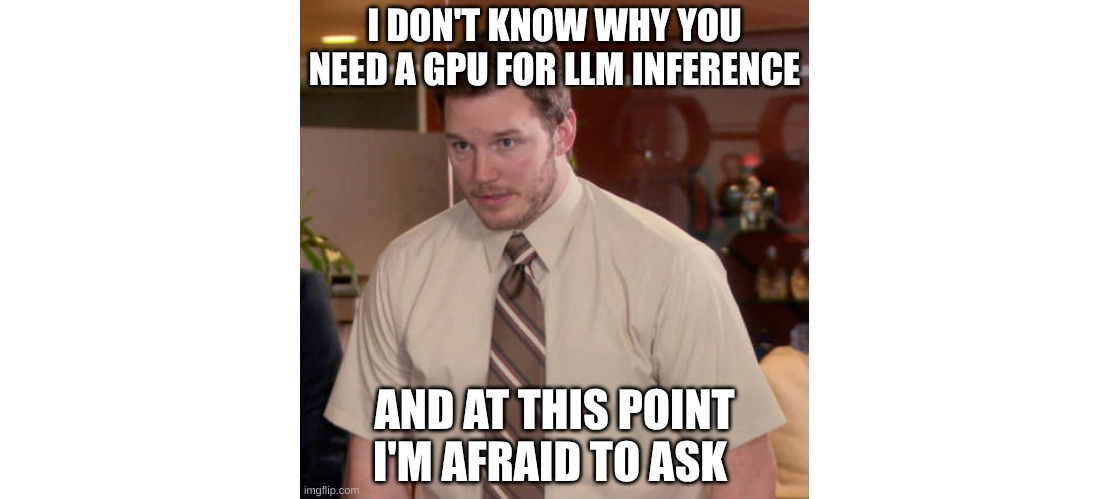 I DON'T KNOW WHY YOU
NEED A GPU FOR LLM INFERENCE
AND AT THIS POINT
I'M AFRAID TO ASK
imgflip.com